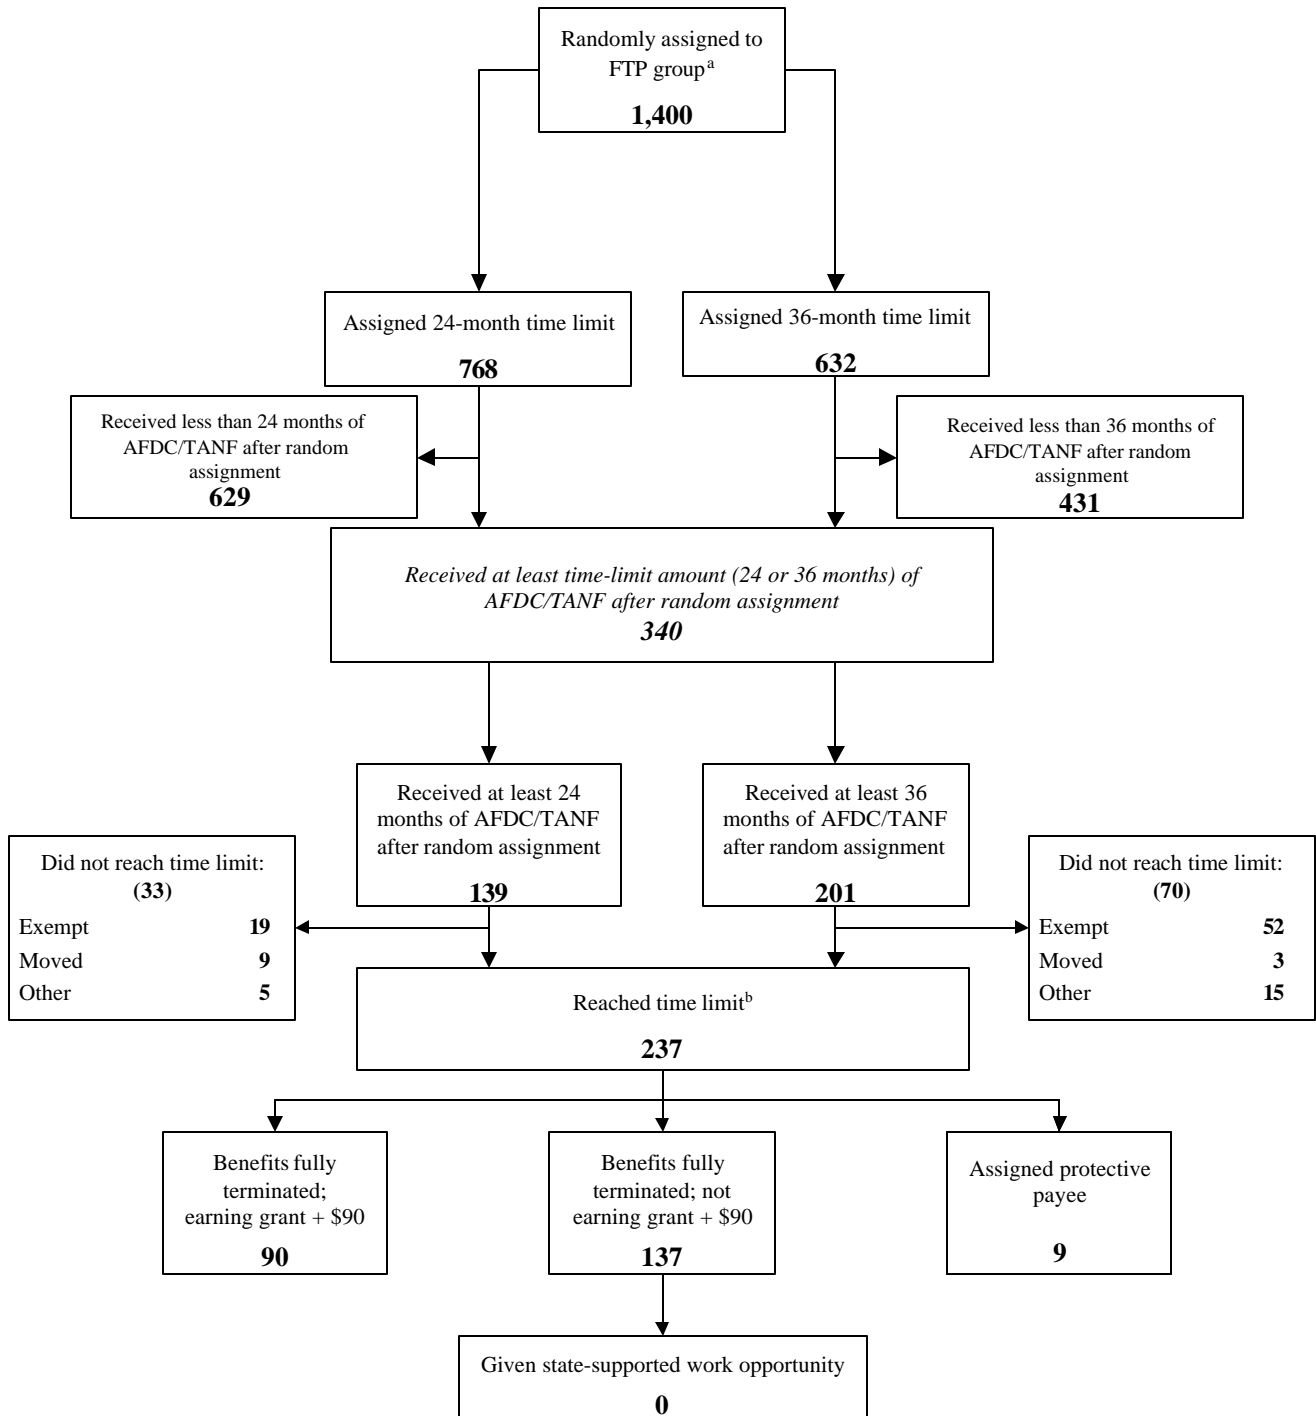 Randomly assigned to
FTP group a
1,400
Assigned 24-month time limit
768
Assigned 36-month time limit
632
Received less than 24 months of
AFDC/TANF after random
assignment
629
Received less than 36 months of
AFDC/TANF after random
assignment
431
Received at least time-limit amount (24 or 36 months) of
AFDC/TANF after random assignment
340
Received at least 24
months of AFDC/TANF
after random assignment
139
Received at least 36
months of AFDC/TANF
after random assignment
201
Did not reach time limit:
(33)
Exempt 19
Moved 9
Other 5
Did not reach time limit:
(70)
Exempt 52
Moved 3
Other 15
Reached time limit b
237
Benefits fully
terminated;
earning grant + $90
90
Benefits fully
terminated; not
earning grant + $90
137
Assigned protective
payee
9
Given state-supported work opportunity
0